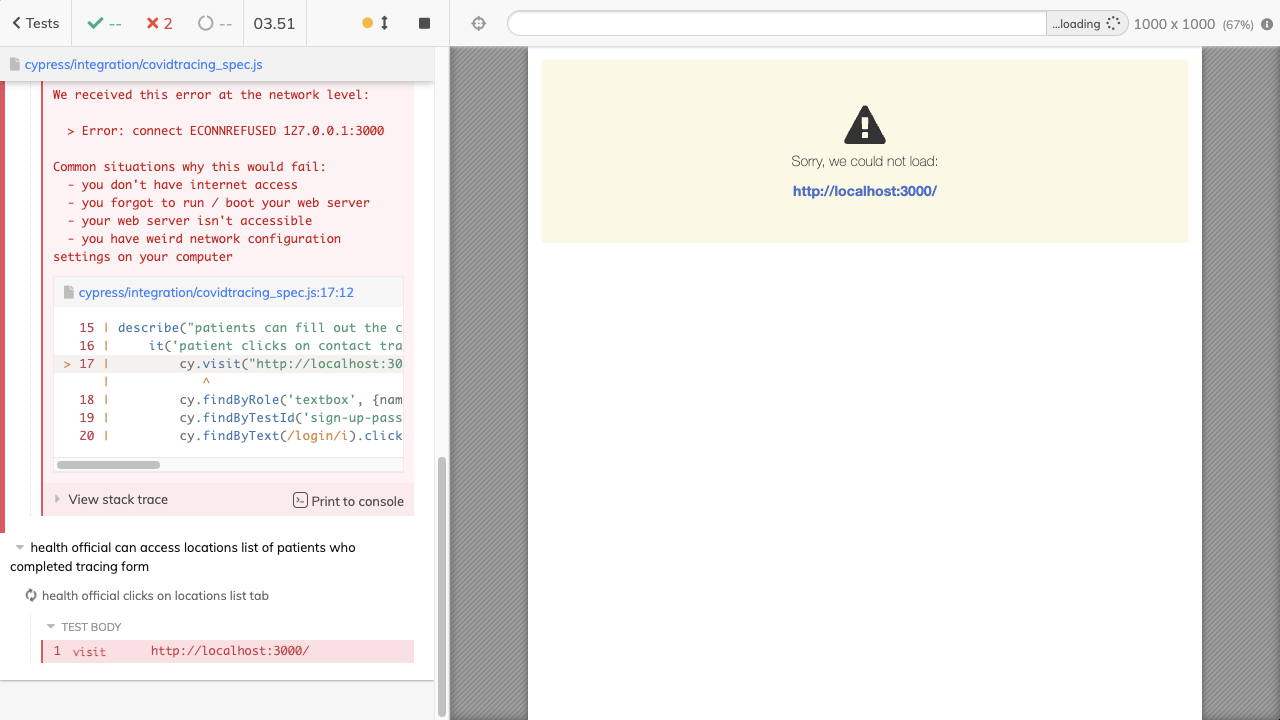 Tests
--
2
--
03.51
...loading
1000 x 1000 (67%)
cypress/integration/covidtracing_spec.js
We received this error at the network level:
> Error: connect ECONNREFUSED 127.0.0.1:3000
Common situations why this would fail:
- you don't have internet access
- you forgot to run / boot your web server
- your web server isn't accessible
- you have weird network configuration
settings on your computer
cypress/integration/covidtracing_spec.js:17:12
15 | describe("patients can fill out the c
16 | it('patient clicks on contact tra
> 17 | cy.visit("http://localhost:30
| ^
18 | cy.findByRole('textbox', {nam
19 | cy.findByTestId('sign-up-pass
20 | cy.findByText(/login/i).click
View stack trace
Print to console
health official can access locations list of patients who
completed tracing form
health official clicks on locations list tab
TEST BODY
1 visit http://localhost:3000/
Sorry, we could not load:
http://localhost:3000/